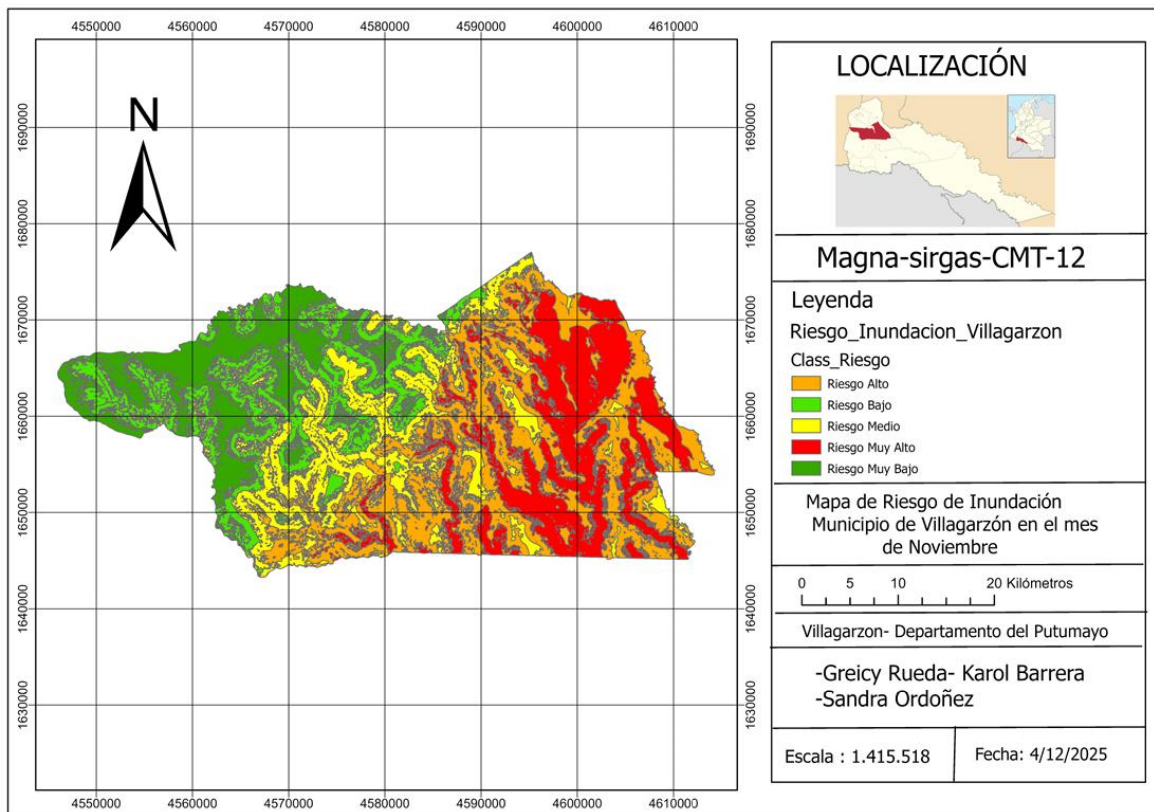 4550000 4560000 4570000 4580000 4590000 4600000 4610000
N
1690000 1690000
1680000 1680000
1670000 1670000
1660000 1660000
1650000 1650000
1640000 1640000
1630000 1630000
4550000 4560000 4570000 4580000 4590000 4600000 4610000
LOCALIZACIÓN
Magna-sirgas-CMT-12
Leyenda
Riesgo_Inundacion_Villagarzon
Class_Riesgo
Riesgo Alto
Riesgo Bajo
Riesgo Medio
Riesgo Muy Alto
Riesgo Muy Bajo
Mapa de Riesgo de Inundación
Municipio de Villagarzón en el mes
de Noviembre
0 5 10 20 Kilómetros
Villagarzon- Departamento del Putumayo
-Greicy Rueda- Karol Barrera
-Sandra Ordoñez
Escala : 1.415.518
Fecha: 4/12/2025